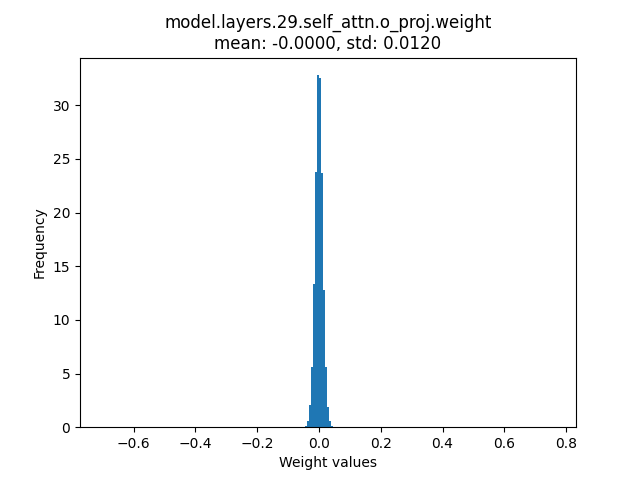 model.layers.29.self_attn.o_proj.weight
mean: -0.0000, std: 0.0120
30
25
20
15
10
5
0
Frequency
−0.6 −0.4 −0.2 0.0 0.2 0.4 0.6 0.8
Weight values